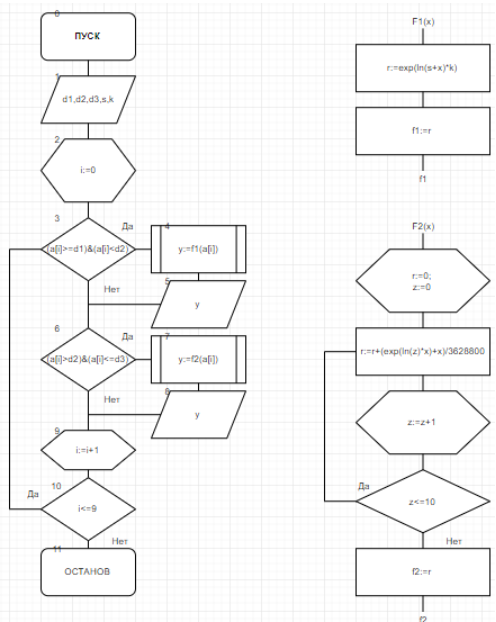 0
ПУСК
1
d1,d2,d3,s,k
2
i:=0
3
(a[i]>=d1)&(a[i]<d2)
Да
Нет
4
y:=f1(a[i])
5
y
6
(a[i]>d2)&(a[i]<=d3)
Да
Нет
7
y:=f2(a[i])
8
y
9
i:=i+1
10
i<=9
Да
Нет
11
ОСТАНОВ
F1(x)
r:=exp(ln(s+x)*k)
f1:=r
f1
F2(x)
r:=0;
z:=0
r:=r+(exp(ln(z)*x)+x)/3628800
z:=z+1
z<=10
Да
Нет
f2:=r
f2